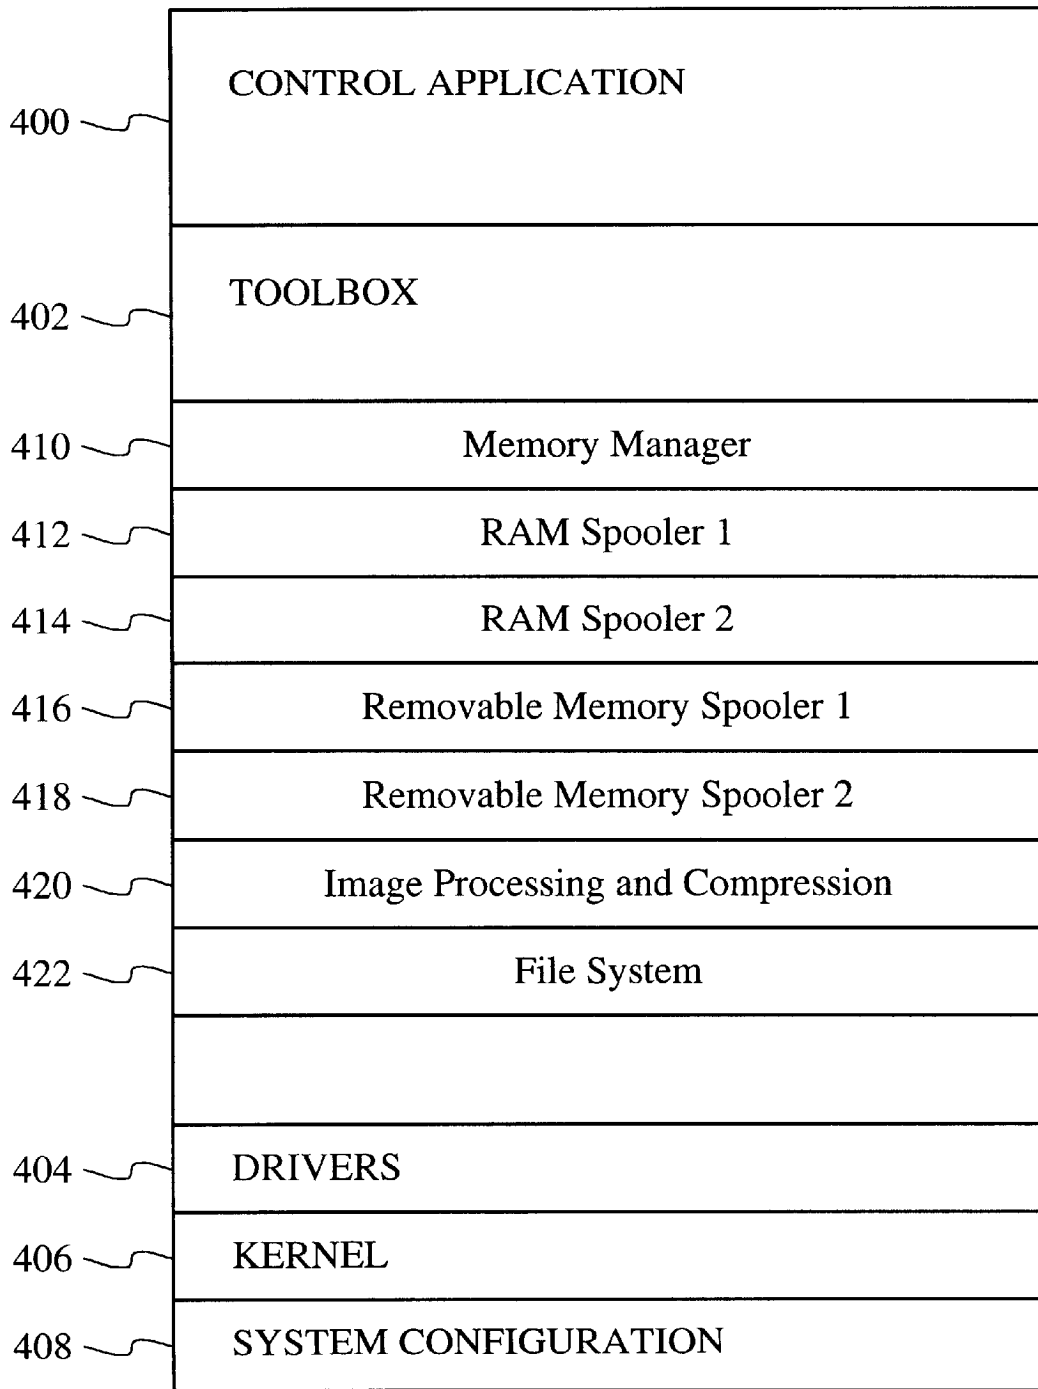 400 CONTROL APPLICATION
402 TOOLBOX
410 Memory Manager
412 RAM Spooler 1
414 RAM Spooler 2
416 Removable Memory Spooler 1
418 Removable Memory Spooler 2
420 Image Processing and Compression
422 File System
404 DRIVERS
406 KERNEL
408 SYSTEM CONFIGURATION